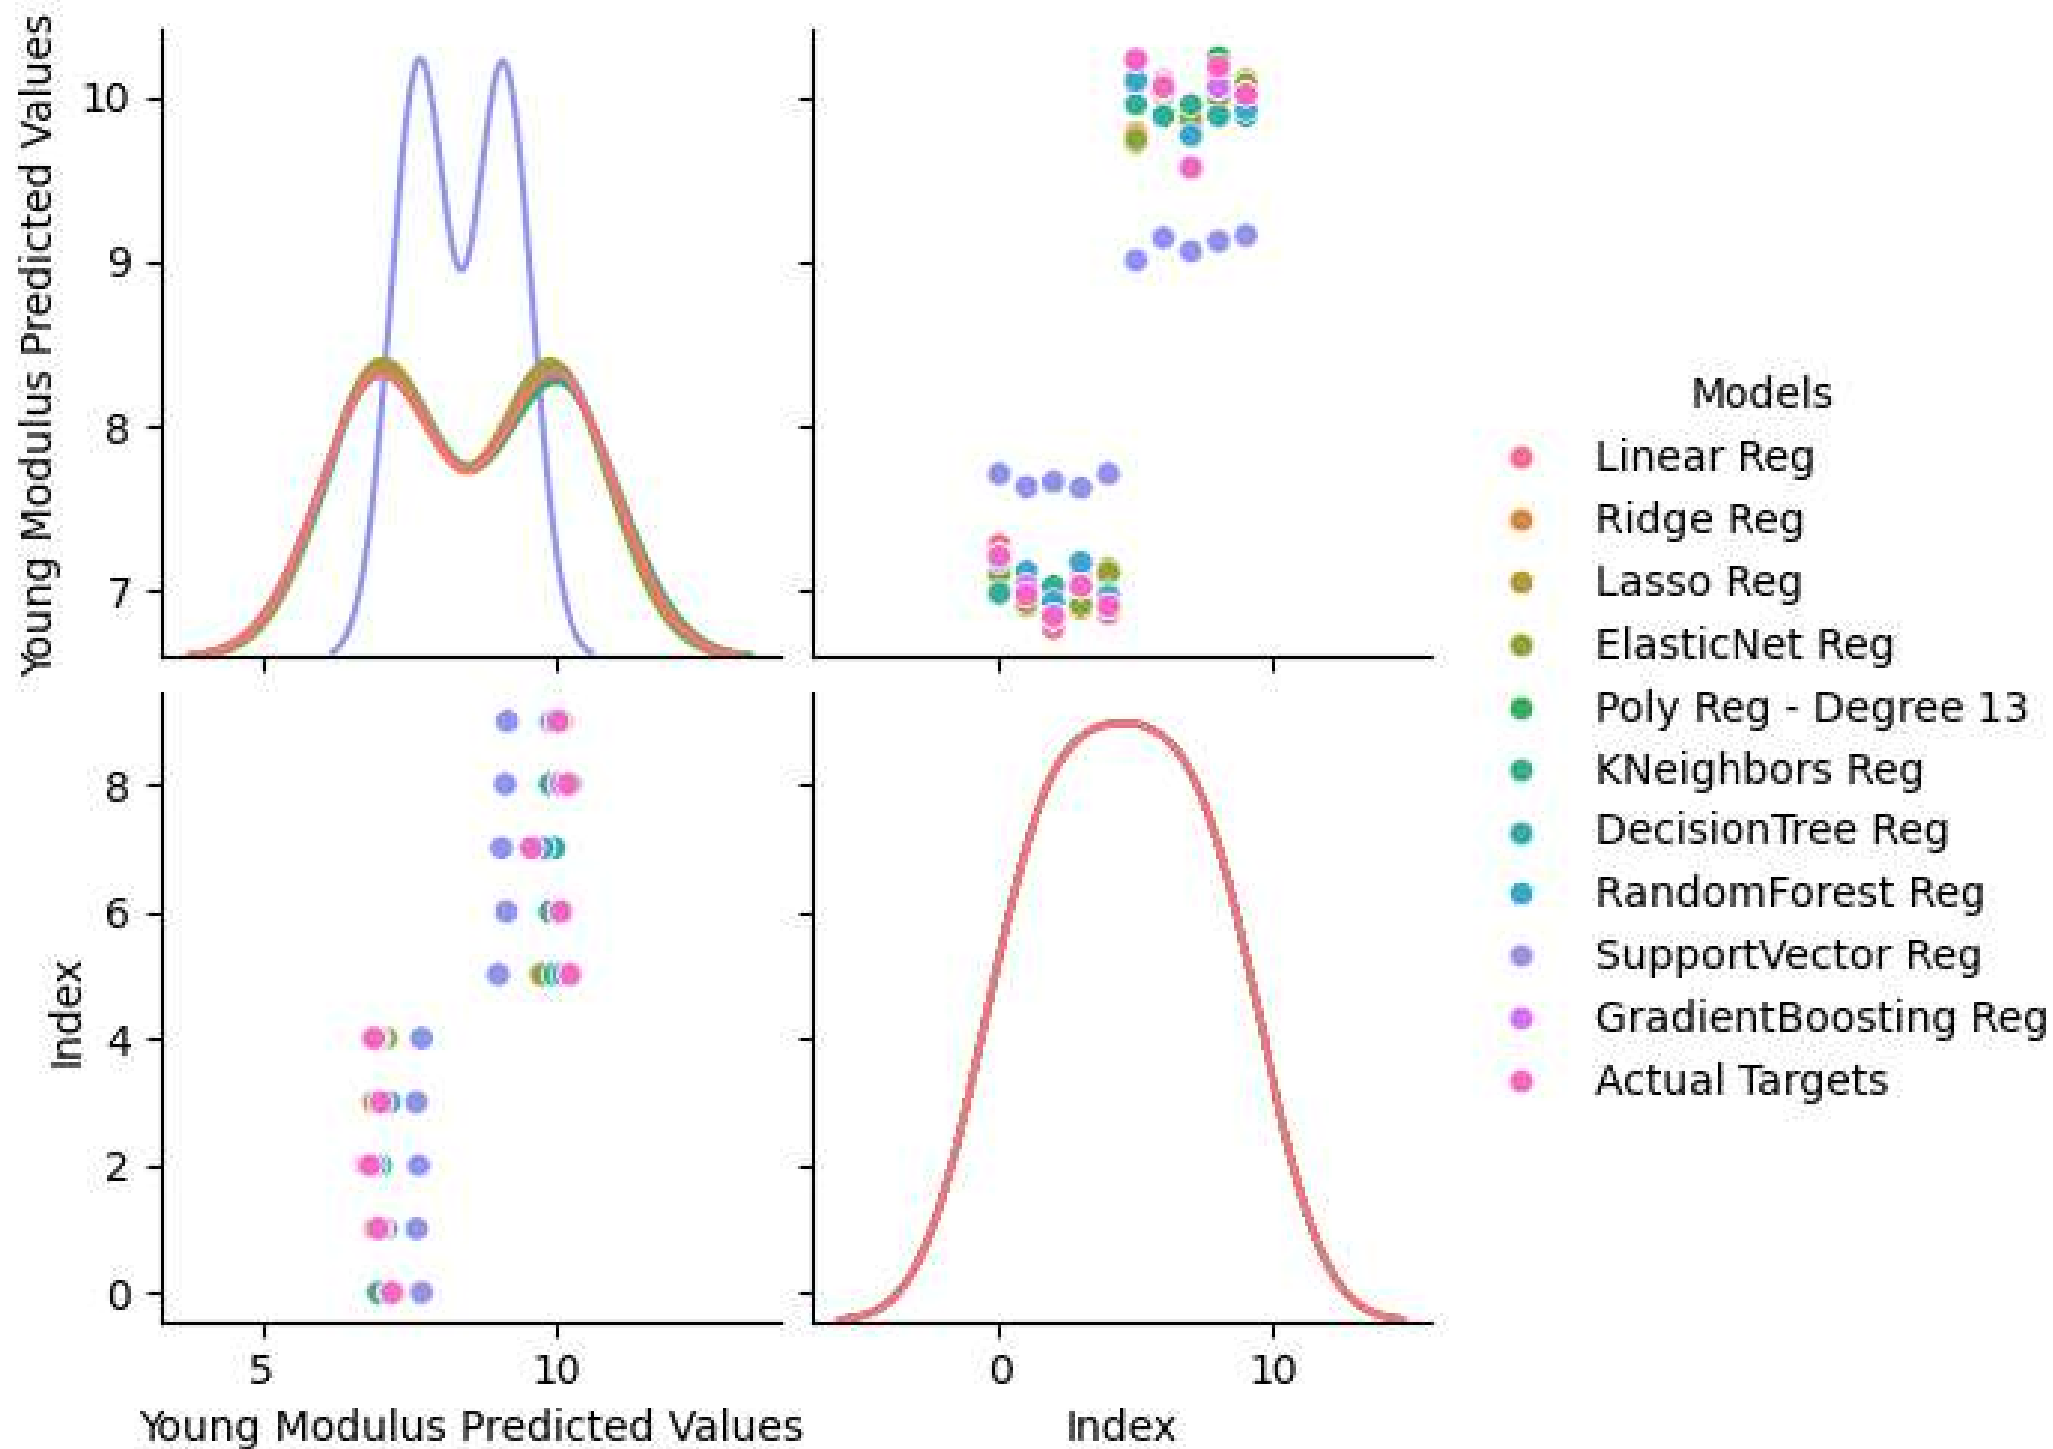 Young Modulus Predicted Values
10
9
8
7
Index
8
6
4
2
0
5
10
0
10
Young Modulus Predicted Values
Index
Models
Linear Reg
Ridge Reg
Lasso Reg
ElasticNet Reg
Poly Reg - Degree 13
KNeighbors Reg
DecisionTree Reg
RandomForest Reg
SupportVector Reg
GradientBoosting Reg
Actual Targets